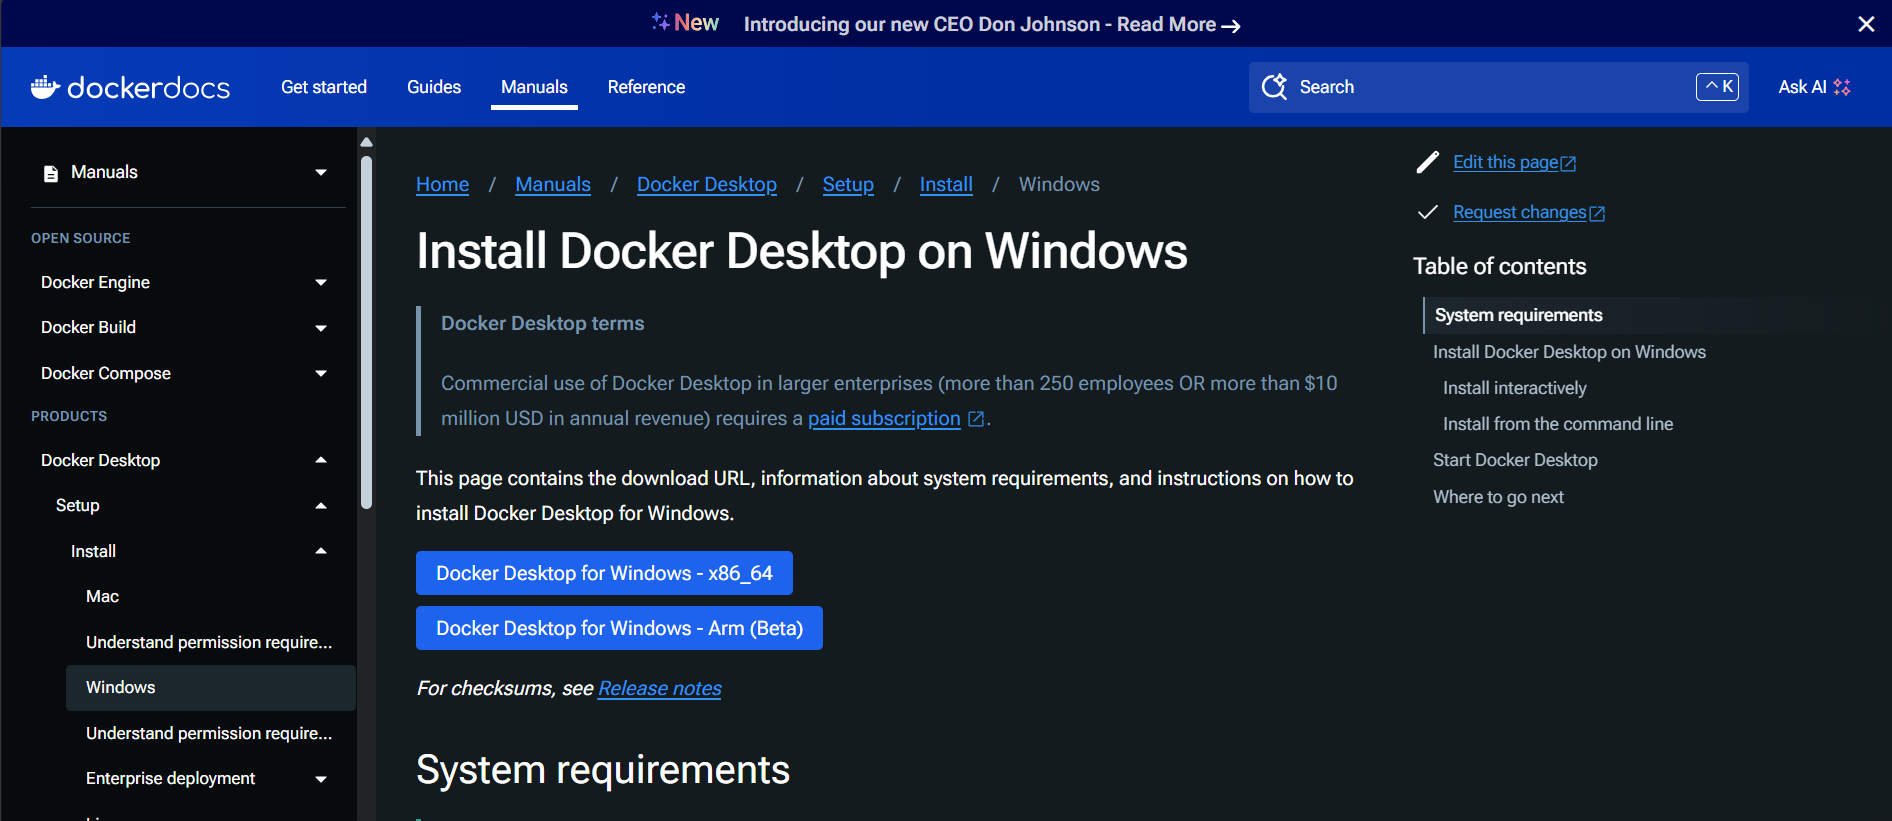 New Introducing our new CEO Don Johnson - Read More →
dockerdocs Get started Guides Manuals Reference Search ^ K Ask AI
Manuals
OPEN SOURCE
Docker Engine
Docker Build
Docker Compose
PRODUCTS
Docker Desktop
Setup
Install
Mac
Understand permission require...
Windows
Understand permission require...
Enterprise deployment
Home / Manuals / Docker Desktop / Setup / Install / Windows
Install Docker Desktop on Windows
Docker Desktop terms
Commercial use of Docker Desktop in larger enterprises (more than 250 employees OR more than $10
million USD in annual revenue) requires a paid subscription.
This page contains the download URL, information about system requirements, and instructions on how to
install Docker Desktop for Windows.
Docker Desktop for Windows - x86_64
Docker Desktop for Windows - Arm (Beta)
For checksums, see Release notes
System requirements
Edit this page
Request changes
Table of contents
System requirements
Install Docker Desktop on Windows
Install interactively
Install from the command line
Start Docker Desktop
Where to go next